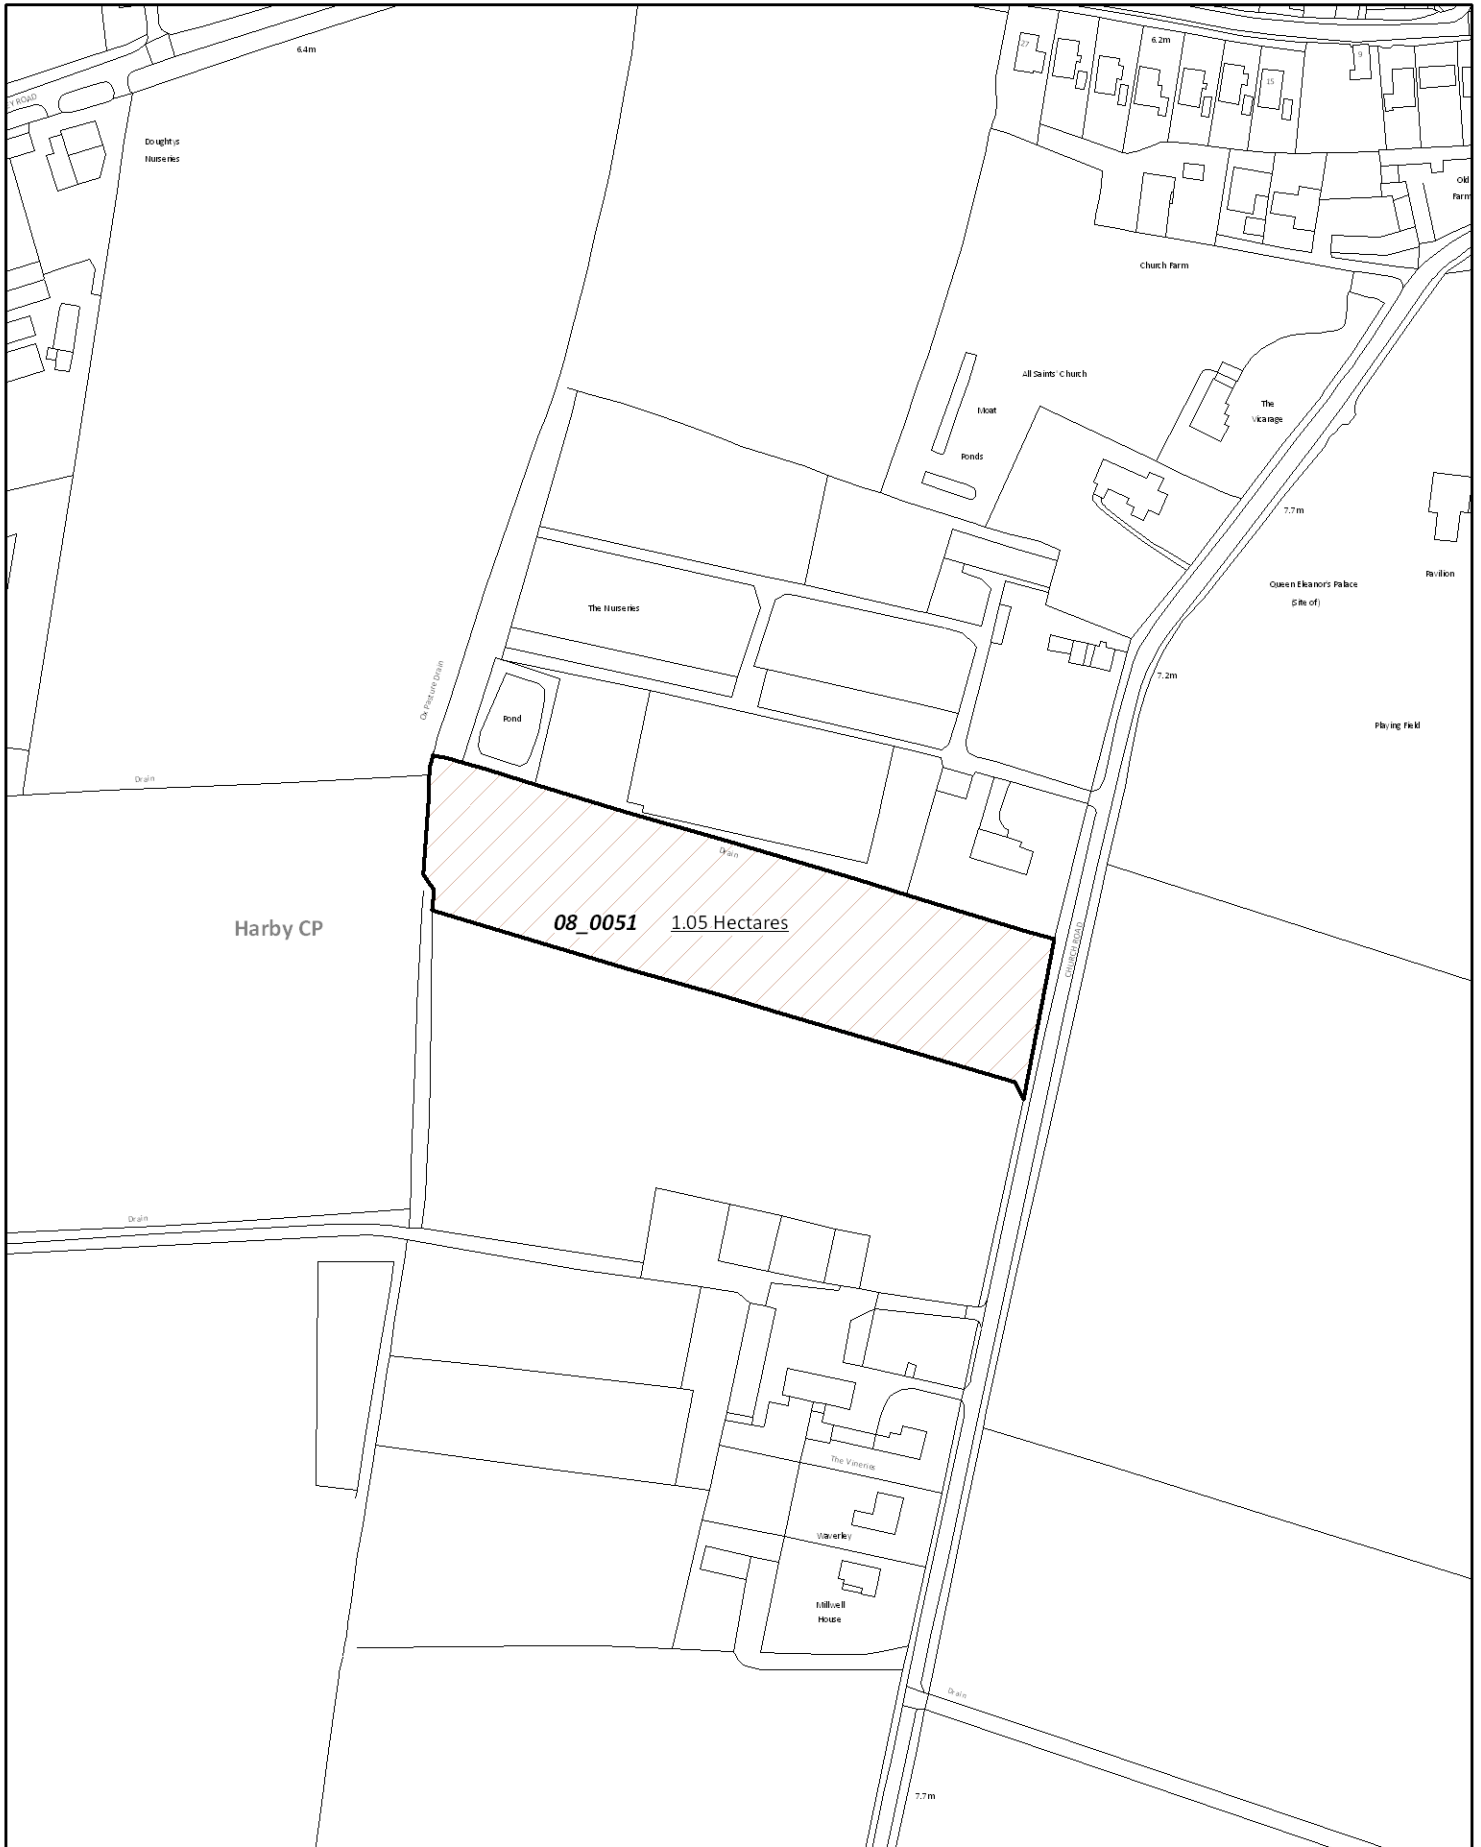 6.4m
Y ROAD
Doughtys
Nurseries
27
6.2m
15
9
Old
Farm
Church Farm
All Saints' Church
Moat
Ponds
The
Vicarage
7.7m
Pavilion
Queen Eleanor's Palace
(Site of)
The Nurseries
7.2m
Ox Pasture Drain
Pond
Playing Field
Drain
Drain
08_0051 1.05 Hectares
Harby CP
CHURCH ROAD
Drain
The Vineries
Waverley
Millwell
House
Drain
7.7m